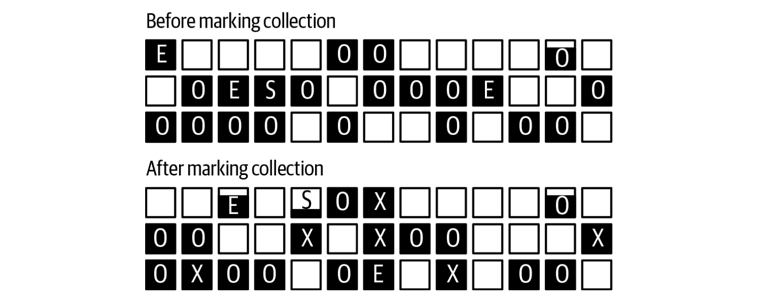 Before marking collection
E O O O
O E S O O O O E O
O O O O O O O O
After marking collection
E S O X O
O O X X O O X
O X O O O E X O O